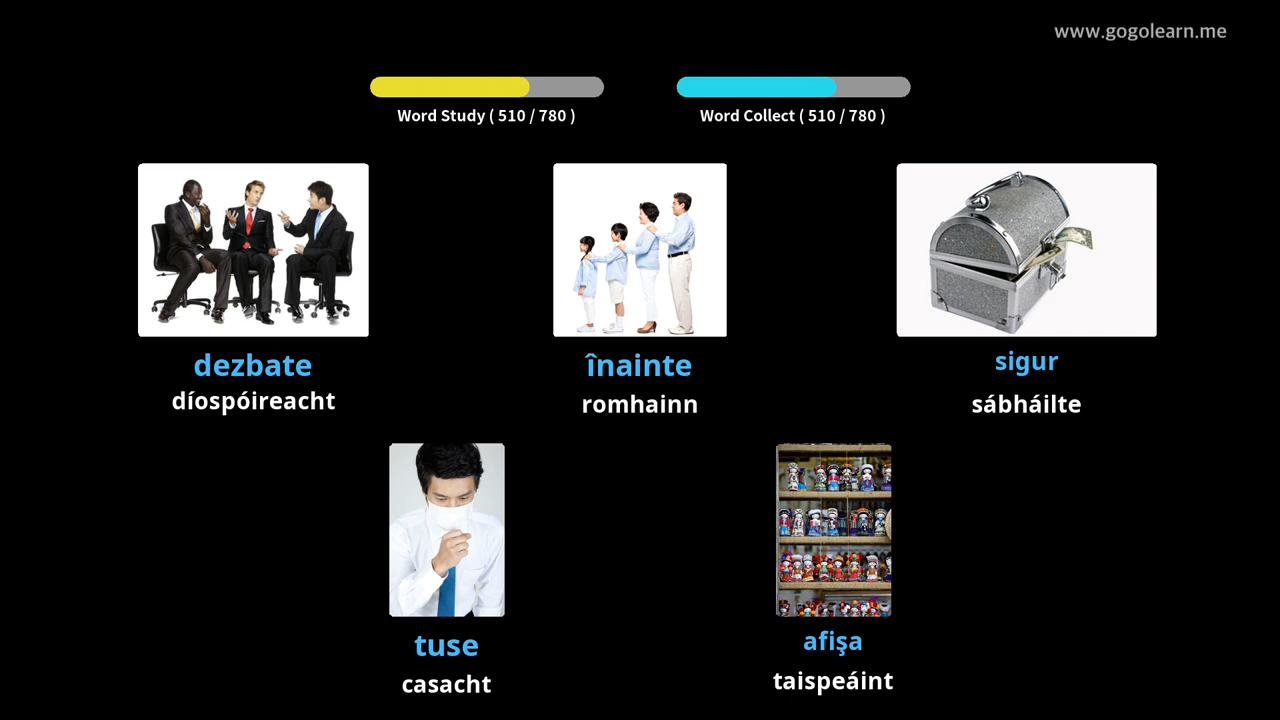 www.gogolearn.me
Word Study ( 510 / 780 )
Word Collect ( 510 / 780 )
dezbate
díospóireacht
înainte
romhainn
sigur
sábháilte
tuse
casacht
afişa
taispeáint